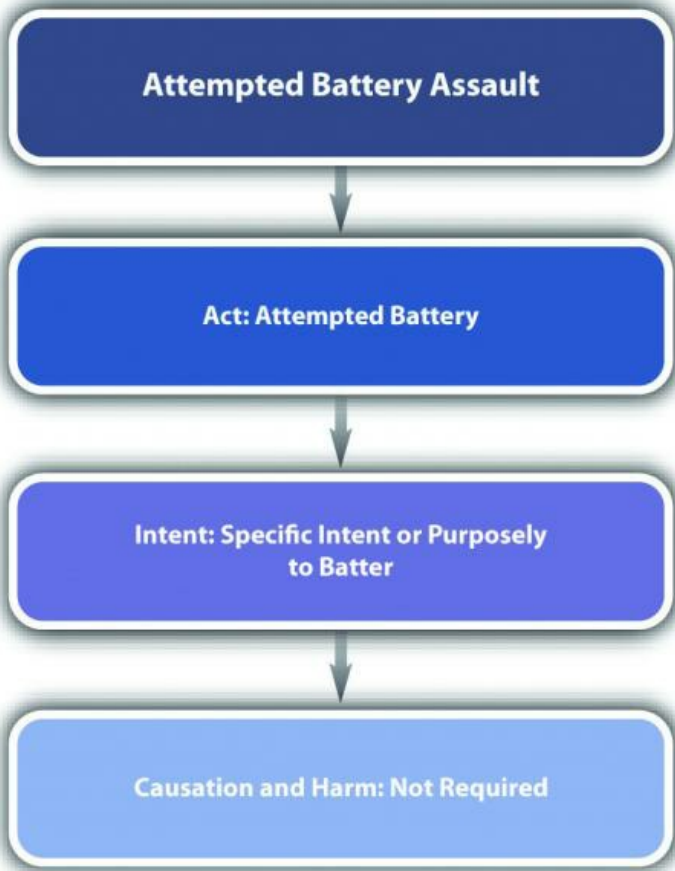 Attempted Battery Assault
Act: Attempted Battery
Intent: Specific Intent or Purposely
to Batter
Causation and Harm: Not Required